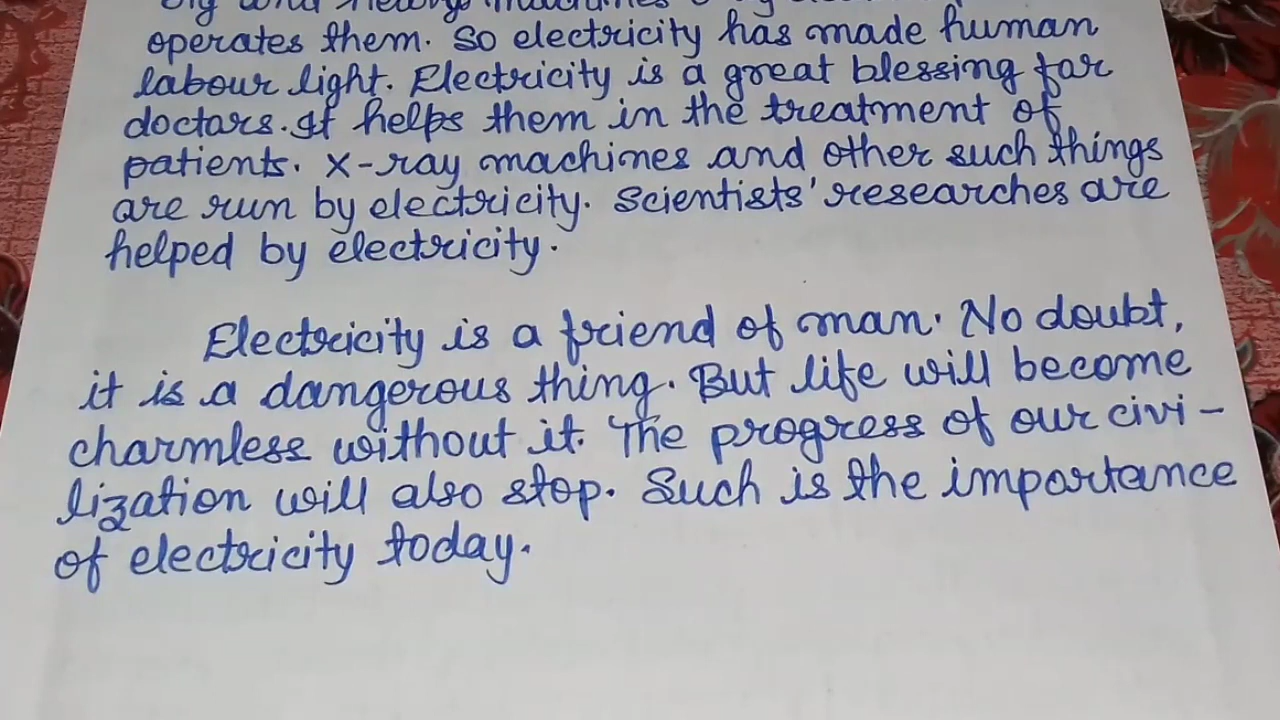 machines
operates them. So electricity has made human
labour light. Electricity is a great blessing for
doctors. It helps them in the treatment of
patients. X-ray machines and other such things
are run by electricity. Scientists' researches are
helped by electricity.
Electricity is a friend of man. No doubt,
it is a dangerous thing. But life will become
charmless without it. The progress of our civi-
lization will also stop. Such is the importance
of electricity today.